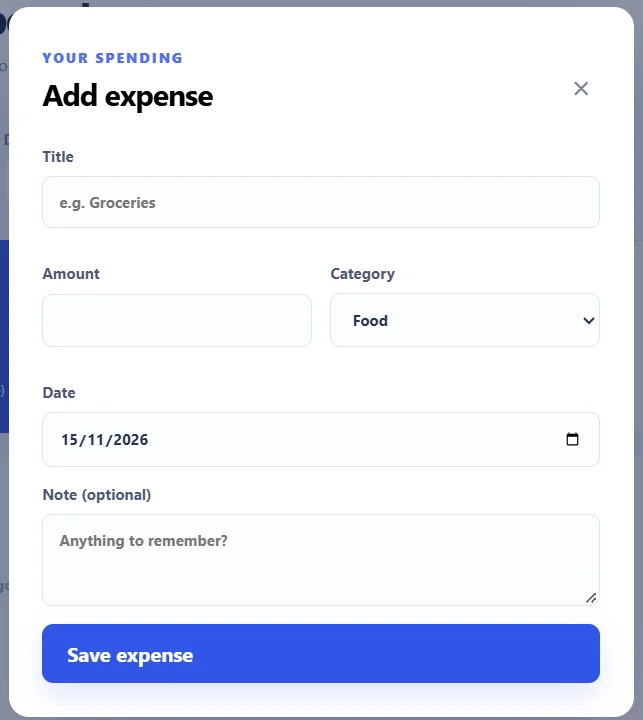 YOUR SPENDING
Add expense
Title
e.g. Groceries
Amount
Category
Food
Date
15/11/2026
Note (optional)
Anything to remember?
Save expense